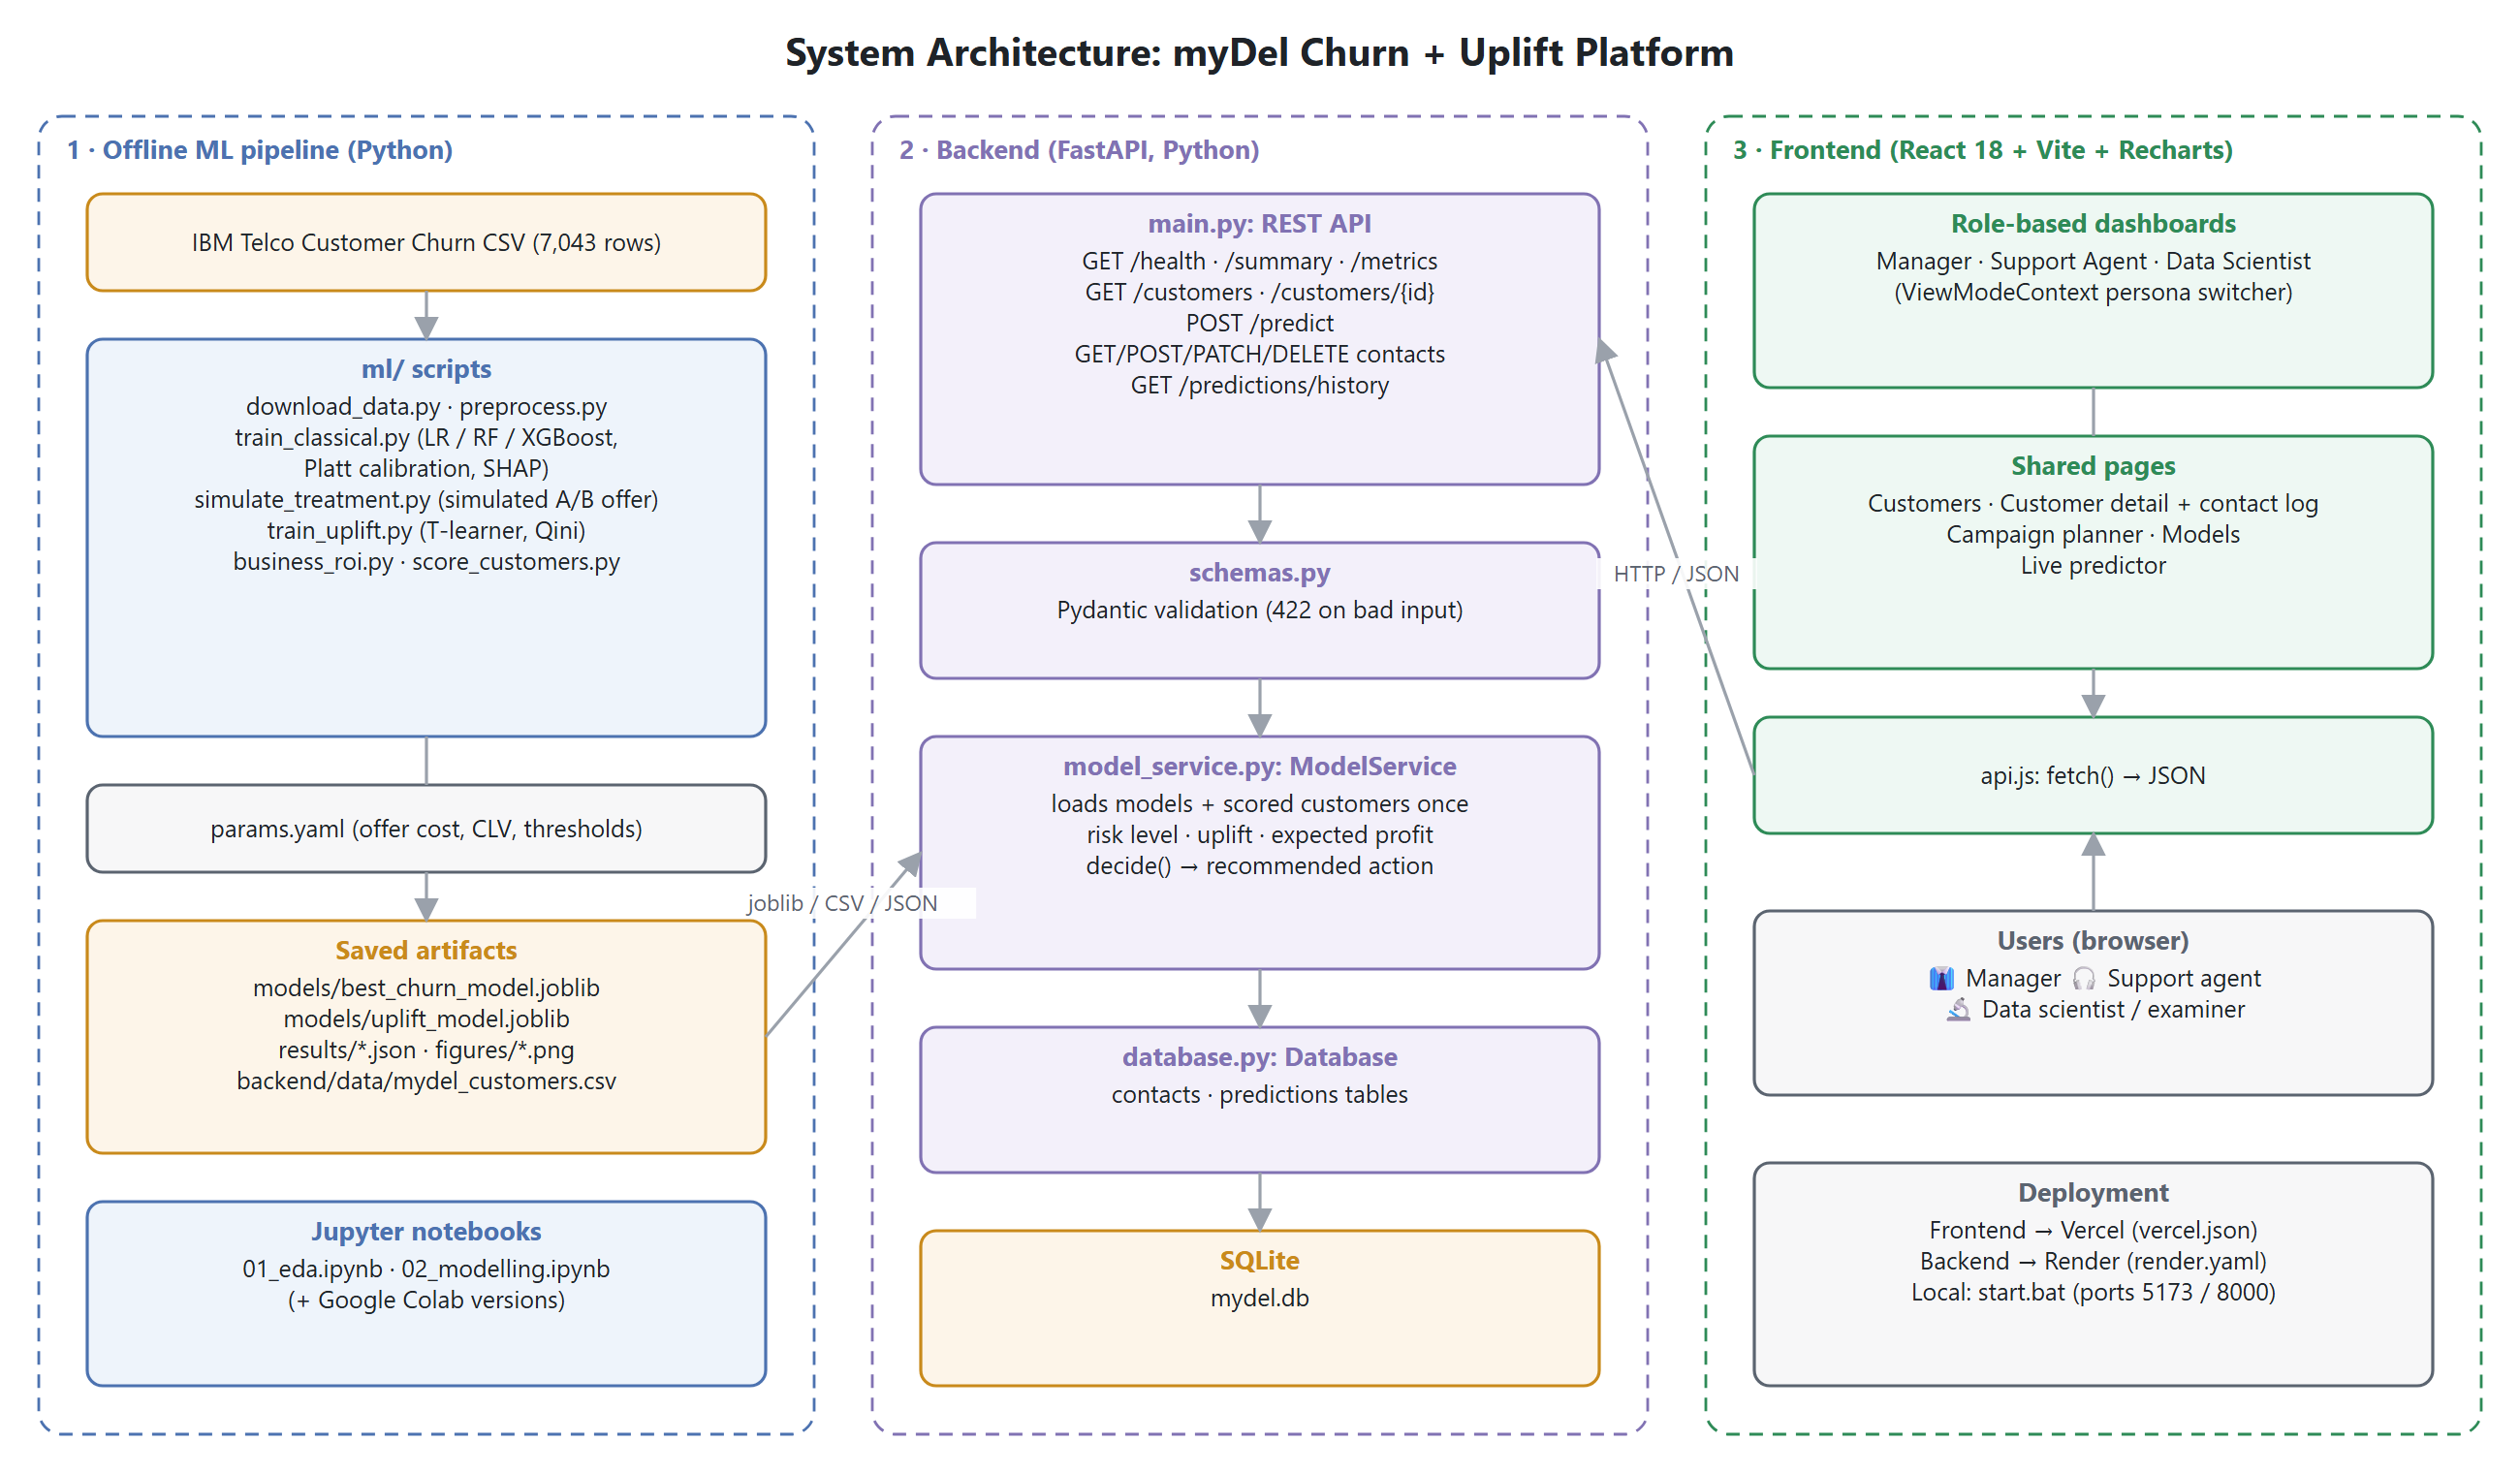 System Architecture: myDel Churn + Uplift Platform
1 · Offline ML pipeline (Python)
IBM Telco Customer Churn CSV (7,043 rows)
ml/ scripts
download_data.py · preprocess.py
train_classical.py (LR / RF / XGBoost,
Platt calibration, SHAP)
simulate_treatment.py (simulated A/B offer)
train_uplift.py (T-learner, Qini)
business_roi.py · score_customers.py
params.yaml (offer cost, CLV, thresholds)
Saved artifacts
models/best_churn_model.joblib
models/uplift_model.joblib
results/*.json · figures/*.png
backend/data/mydel_customers.csv
Jupyter notebooks
01_eda.ipynb · 02_modelling.ipynb
(+ Google Colab versions)
joblib / CSV / JSON
2 · Backend (FastAPI, Python)
main.py: REST API
GET /health · /summary · /metrics
GET /customers · /customers/{id}
POST /predict
GET/POST/PATCH/DELETE contacts
GET /predictions/history
schemas.py
Pydantic validation (422 on bad input)
model_service.py: ModelService
loads models + scored customers once
risk level · uplift · expected profit
decide() → recommended action
database.py: Database
contacts · predictions tables
SQLite
mydel.db
HTTP / JSON
3 · Frontend (React 18 + Vite + Recharts)
Role-based dashboards
Manager · Support Agent · Data Scientist
(ViewModeContext persona switcher)
Shared pages
Customers · Customer detail + contact log
Campaign planner · Models
Live predictor
api.js: fetch() → JSON
Users (browser)
Manager Support agent
Data scientist / examiner
Deployment
Frontend → Vercel (vercel.json)
Backend → Render (render.yaml)
Local: start.bat (ports 5173 / 8000)